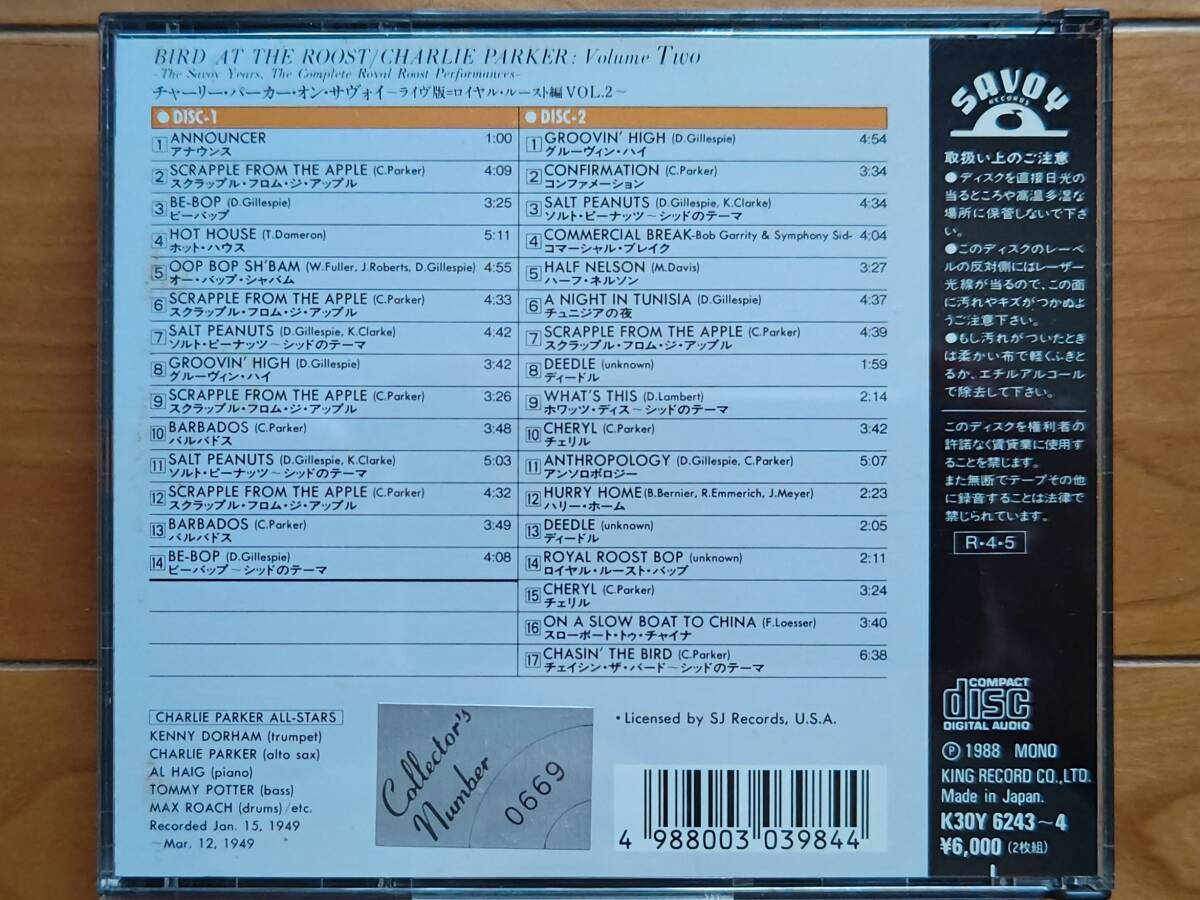 BIRD AT THE ROOST/CHARLIE PARKER: Volume Two
-The Savoy Years, The Complete Royal Roost Performances-
チャーリー・パーカー・オン・サヴォイ～ライヴ版=ロイヤル・ルースト編 VOL.2～
● DISC-1
1 ANNOUNCER 1:00
アナウンス
2 SCRAPPLE FROM THE APPLE (C.Parker) 4:09
スクラップル・フロム・ジ・アップル
3 BE-BOP (D.Gillespie) 3:25
ビーバップ
4 HOT HOUSE (T.Dameron) 5:11
ホット・ハウス
5 OOP BOP SH'BAM (W.Fuller, J.Roberts, D.Gillespie) 4:55
オー・バップ・シャバム
6 SCRAPPLE FROM THE APPLE (C.Parker) 4:33
スクラップル・フロム・ジ・アップル
7 SALT PEANUTS (D.Gillespie, K.Clarke) 4:42
ソルト・ピーナッツ～シッドのテーマ
8 GROOVIN' HIGH (D.Gillespie) 3:42
グルーヴィン・ハイ
9 SCRAPPLE FROM THE APPLE (C.Parker) 3:26
スクラップル・フロム・ジ・アップル
10 BARBADOS (C.Parker) 3:48
バルバドス
11 SALT PEANUTS (D.Gillespie, K.Clarke) 5:03
ソルト・ピーナッツ～シッドのテーマ
12 SCRAPPLE FROM THE APPLE (C.Parker) 4:32
スクラップル・フロム・ジ・アップル
13 BARBADOS (C.Parker) 3:49
バルバドス
14 BE-BOP (D.Gillespie) 4:08
ビーバップ～シッドのテーマ
● DISC-2
1 GROOVIN' HIGH (D.Gillespie) 4:54
グルーヴィン・ハイ
2 CONFIRMATION (C.Parker) 3:34
コンファメーション
3 SALT PEANUTS (D.Gillespie, K.Clarke) 4:34
ソルト・ピーナッツ～シッドのテーマ
4 COMMERCIAL BREAK-Bob Garrity & Symphony Sid- 4:04
コマーシャル・ブレイク
5 HALF NELSON (M.Davis) 3:27
ハーフ・ネルソン
6 A NIGHT IN TUNISIA (D.Gillespie) 4:37
チュニジアの夜
7 SCRAPPLE FROM THE APPLE (C.Parker) 4:39
スクラップル・フロム・ジ・アップル
8 DEEDLE (unknown) 1:59
ディードル
9 WHAT'S THIS (D.Lambert) 2:14
ホワッツ・ディス～シッドのテーマ
10 CHERYL (C.Parker) 3:42
チェリル
11 ANTHROPOLOGY (D.Gillespie, C.Parker) 5:07
アンソロポロジー
12 HURRY HOME (B.Bernier, R.Emmerich, J.Meyer) 2:23
ハリー・ホーム
13 DEEDLE (unknown) 2:05
ディードル
14 ROYAL ROOST BOP (unknown) 2:11
ロイヤル・ルースト・バップ
15 CHERYL (C.Parker) 3:24
チェリル
16 ON A SLOW BOAT TO CHINA (F.Loesser) 3:40
スローボート・トゥ・チャイナ
17 CHASIN' THE BIRD (C.Parker) 6:38
チェイシン・ザ・バード～シッドのテーマ
CHARLIE PARKER ALL-STARS
KENNY DORHAM (trumpet)
CHARLIE PARKER (alto sax)
AL HAIG (piano)
TOMMY POTTER (bass)
MAX ROACH (drums)/etc.
Recorded Jan. 15, 1949
～Mar. 12, 1949
Collector's
Number
0669
・Licensed by SJ Records, U.S.A.
4 988003 039844
SAVOY
RECORDS
取扱い上のご注意
●ディスクを直接日光の
当るところや高温多湿な
場所に保管しないで下さ
い。
●このディスクのレーベ
ルの反対側にはレーザー
光線が当るので、この面
に汚れやキズがつかぬよ
うご注意下さい。
●もし汚れがついたとき
は柔かい布で軽くふきと
るか、エチルアルコール
で除去して下さい。
このディスクを権利者の
許諾なく賃貸業に使用す
ることを禁じます。
また無断でテープその他
に録音することは法律で
禁じられています。
R・4・5
COMPACT
disc
DIGITAL AUDIO
Ⓟ 1988 MONO
KING RECORD CO.,LTD.
Made in Japan.
K30Y 6243～4
¥6,000 (2枚組)